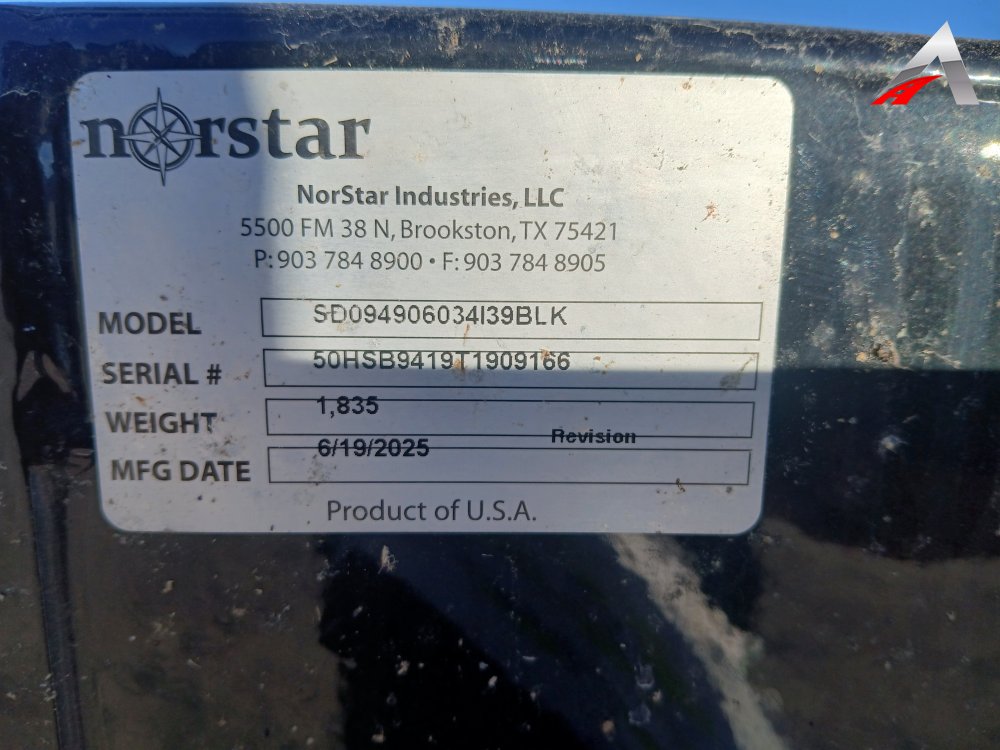 norstar
NorStar Industries, LLC
5500 FM 38 N, Brookston, TX 75421
P: 903 784 8900 • F: 903 784 8905
MODEL SD094906034I39BLK
SERIAL # 50HSB9419T1909166
WEIGHT 1,835
Revision
MFG DATE 6/19/2025
Product of U.S.A.